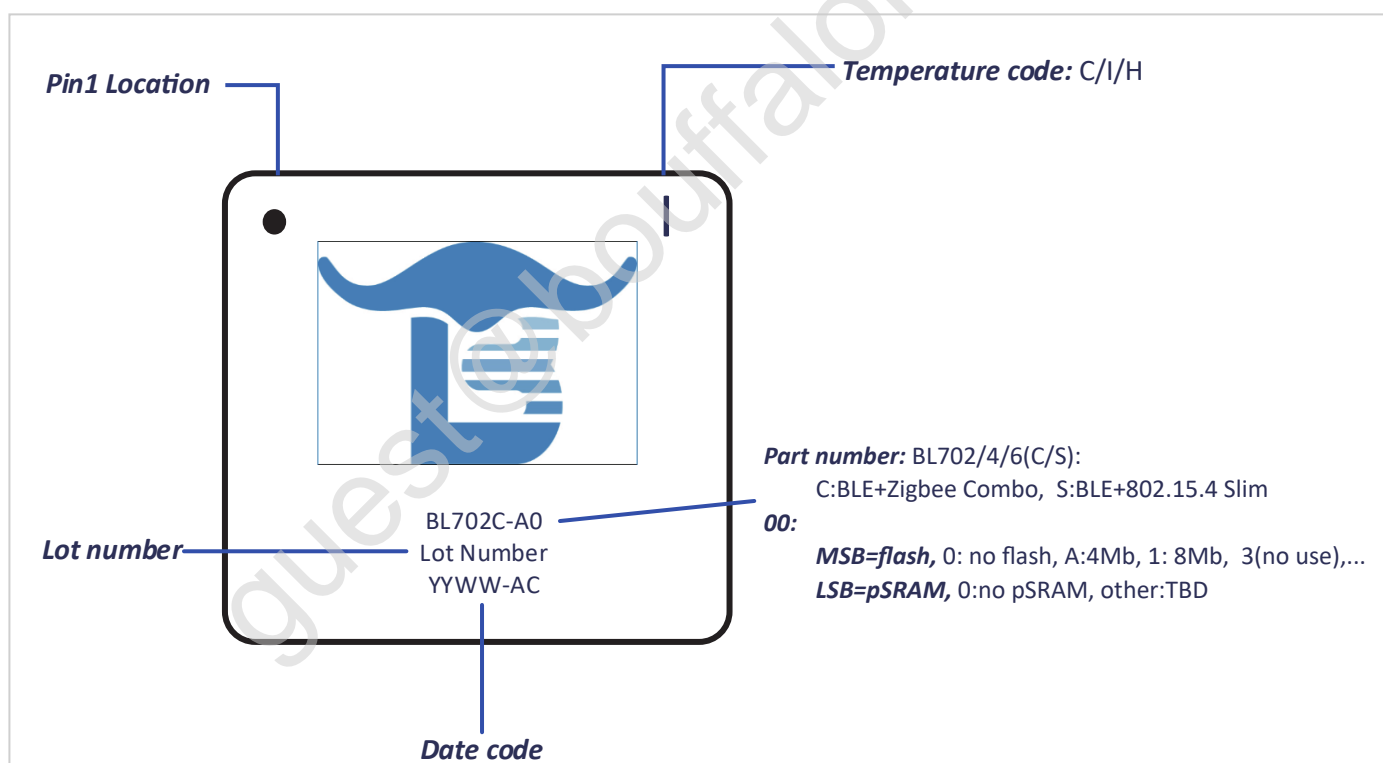 Pin1 Location
Temperature code: C/I/H
I
BL702C-A0
Lot Number
YYWW-AC
Lot number
Date code
Part number: BL702/4/6(C/S):
C:BLE+Zigbee Combo, S:BLE+802.15.4 Slim
00:
MSB=flash, 0: no flash, A:4Mb, 1: 8Mb, 3(no use),...
LSB=pSRAM, 0:no pSRAM, other:TBD
guest@bouffalo